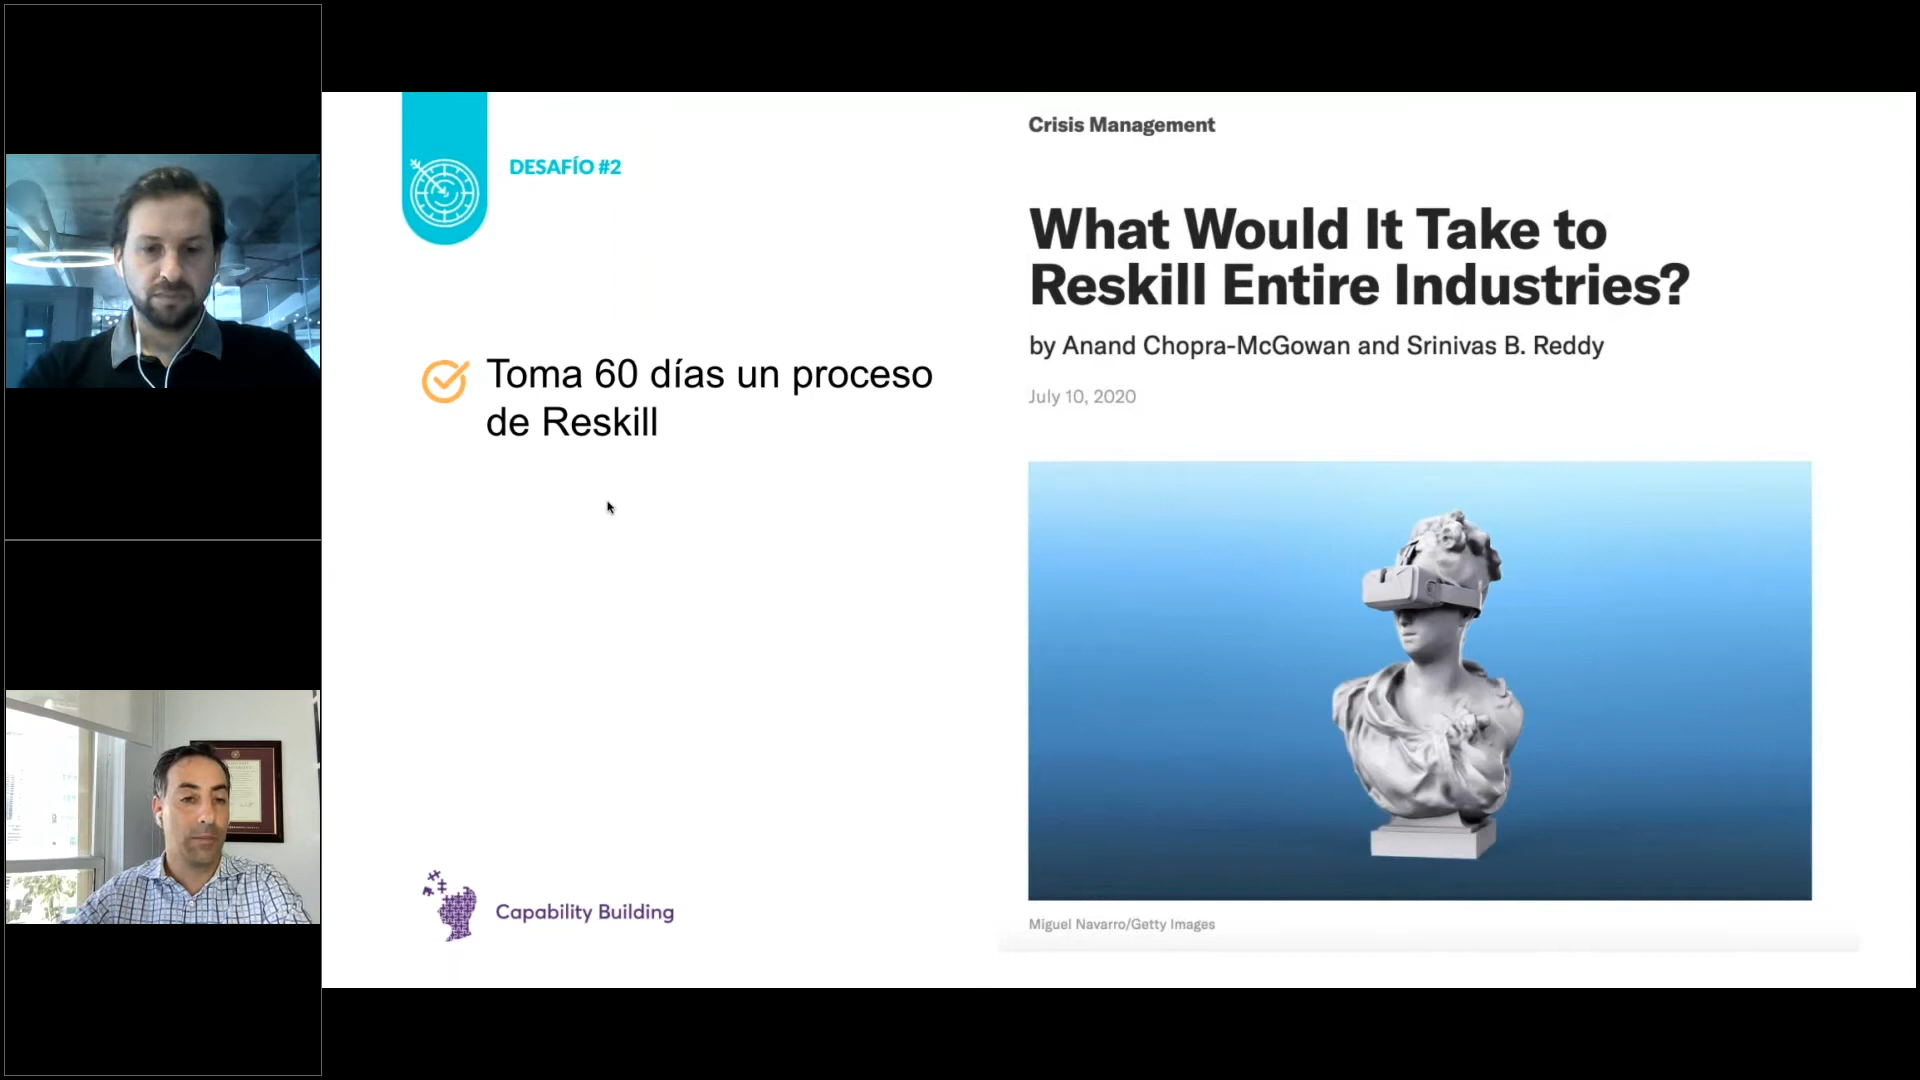 DESAFÍO #2
Toma 60 días un proceso
de Reskill
Capability Building
Crisis Management
What Would It Take to
Reskill Entire Industries?
by Anand Chopra-McGowan and Srinivas B. Reddy
July 10, 2020
Miguel Navarro/Getty Images